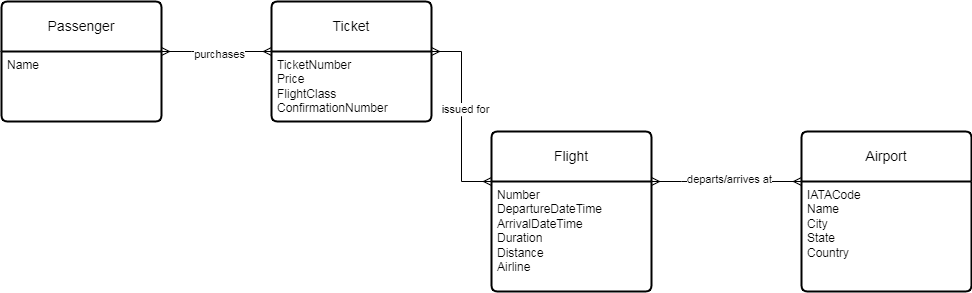 Passenger
Name
purchases
Ticket
TicketNumber
Price
FlightClass
ConfirmationNumber
issued for
Flight
Number
DepartureDateTime
ArrivalDateTime
Duration
Distance
Airline
departs/arrives at
Airport
IATACode
Name
City
State
Country